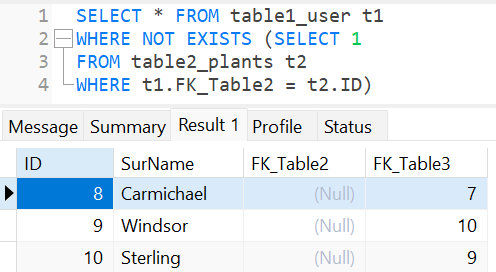 1 SELECT * FROM table1_user t1
2 WHERE NOT EXISTS (SELECT 1
3 FROM table2_plants t2
4 WHERE t1.FK_Table2 = t2.ID)
Message Summary Result 1 Profile Status
ID SurName FK_Table2 FK_Table3
8 Carmichael (Null) 7
9 Windsor (Null) 10
10 Sterling (Null) 9